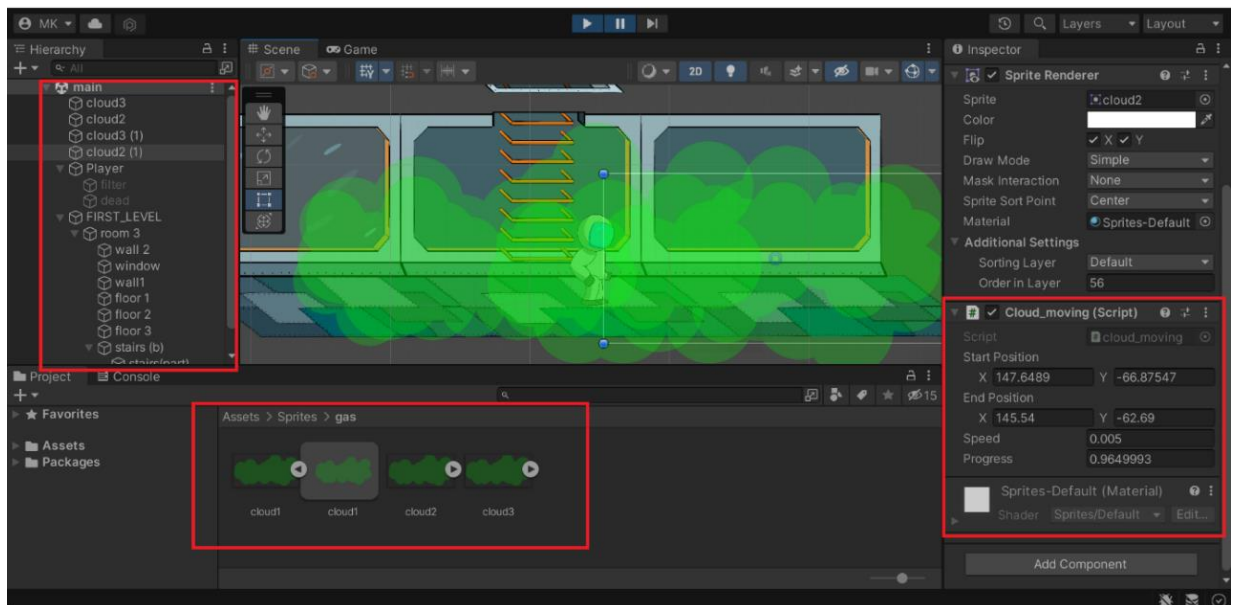 MK
Layers
Layout
Hierarchy
All
main
cloud3
cloud2
cloud3 (1)
cloud2 (1)
Player
filter
dead
FIRST_LEVEL
room 3
wall 2
window
wall1
floor 1
floor 2
floor 3
stairs (b)
stairs(part)
Scene
Game
2D
Inspector
Sprite Renderer
Sprite
cloud2
Color
Flip
X
Y
Draw Mode
Simple
Mask Interaction
None
Sprite Sort Point
Center
Material
Sprites-Default
Additional Settings
Sorting Layer
Default
Order in Layer
56
# Cloud_moving (Script)
Script
cloud_moving
Start Position
X 147.6489 Y -66.87547
End Position
X 145.54 Y -62.69
Speed
0.005
Progress
0.9649993
Sprites-Default (Material)
Shader Sprites/Default Edit...
Add Component
Project
Console
15
Favorites
Assets
Packages
Assets > Sprites > gas
cloud1
cloud1
cloud2
cloud3